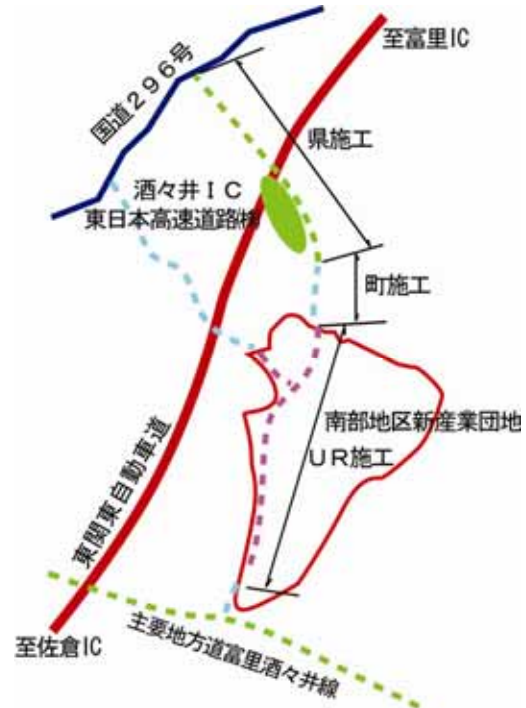 至富里IC
国道２９６号
県施工
酒々井ＩＣ
東日本高速道路㈱
町施工
南部地区新産業団地
ＵＲ施工
東関東自動車道
至佐倉IC
主要地方道富里酒々井線